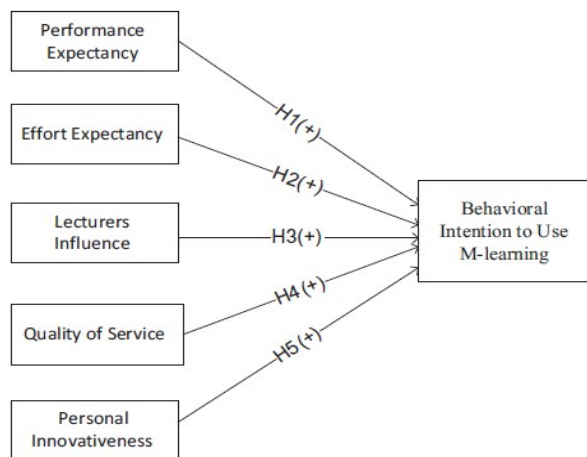 Performance
Expectancy
H1(+)
Effort Expectancy
H2(+)
Lecturers
Influence
H3(+)
Behavioral
Intention to Use
M-learning
Quality of Service
H4(+)
H5(+)
Personal
Innovativeness